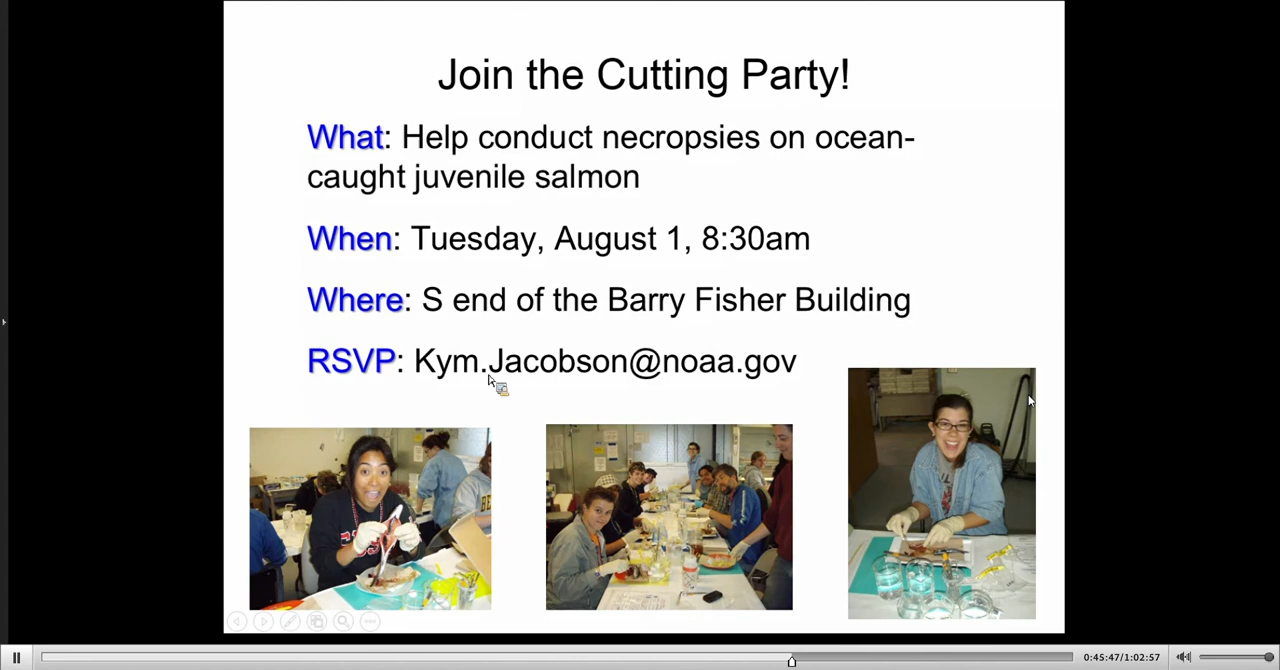 Join the Cutting Party!
What: Help conduct necropsies on ocean-
caught juvenile salmon
When: Tuesday, August 1, 8:30am
Where: S end of the Barry Fisher Building
RSVP: Kym.Jacobson@noaa.gov
0:45:47/1:02:57